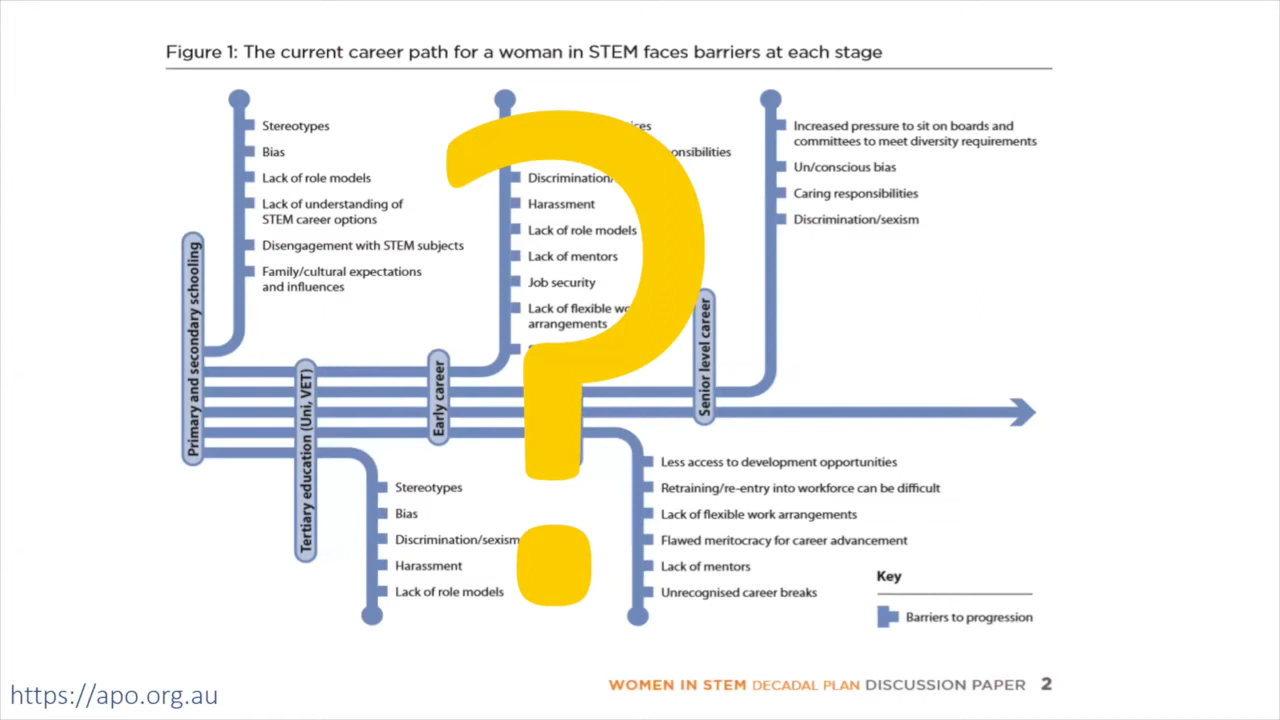 Figure 1: The current career path for a woman in STEM faces barriers at each stage
Stereotypes
Bias
Lack of role models
Lack of understanding of
STEM career options
Disengagement with STEM subjects
Family/cultural expectations
and influences
Discrimination/
Harassment
Lack of role models
Lack of mentors
Job security
Lack of flexible
arrangements
Increased pressure to sit on boards and
committees to meet diversity requirements
Un/conscious bias
Caring responsibilities
Discrimination/sexism
Primary and secondary schooling
Tertiary education (Uni, VET)
Early career
Senior level career
Stereotypes
Bias
Discrimination/sexism
Harassment
Lack of role models
?
Less access to development opportunities
Retraining/re-entry into workforce can be difficult
Lack of flexible work arrangements
Flawed meritocracy for career advancement
Lack of mentors
Unrecognised career breaks
Key
Barriers to progression
WOMEN IN STEM DECADAL PLAN DISCUSSION PAPER 2
https://apo.org.au